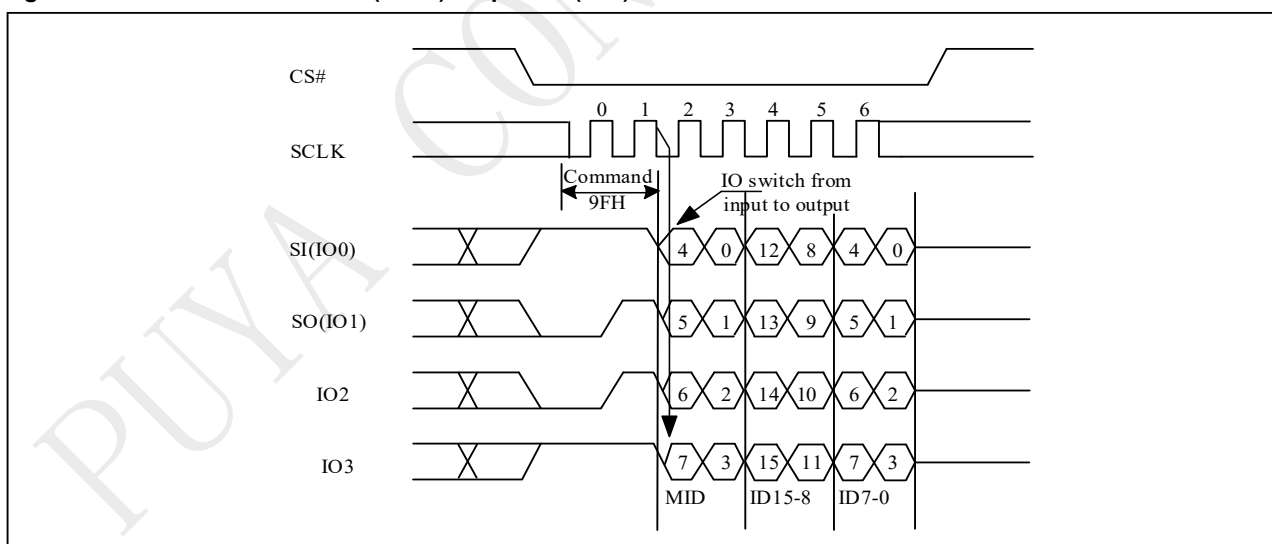 CS#
0 1 2 3 4 5 6
SCLK
Command
9FH
IO switch from
input to output
SI(IO0)
4 0 12 8 4 0
SO(IO1)
5 1 13 9 5 1
IO2
6 2 14 10 6 2
IO3
7 3 15 11 7 3
MID ID15-8 ID7-0
PUYA